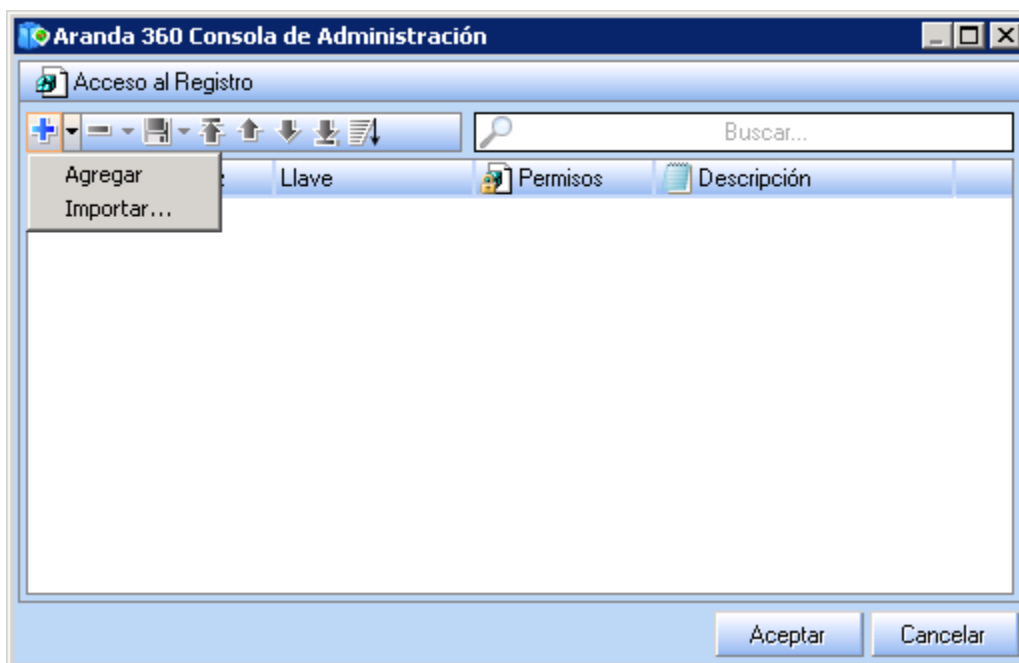 Aranda 360 Consola de Administración
Acceso al Registro
Buscar...
Llave Permisos Descripción
Agregar
Importar...
Aceptar Cancelar